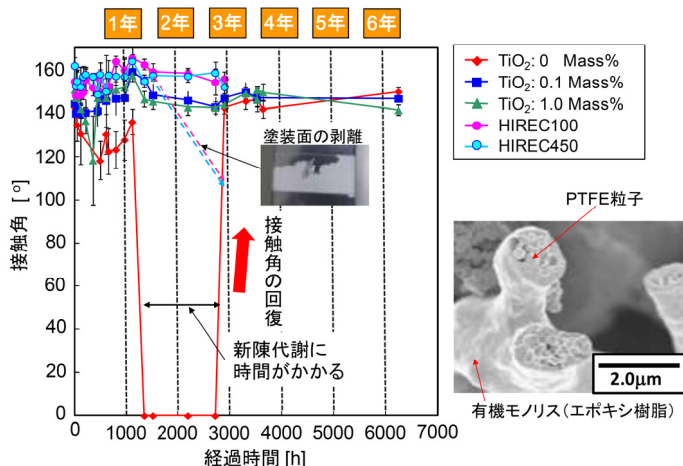 1年
2年
3年
4年
5年
6年
160
140
120
100
80
60
40
20
0
接触角 [°]
0
1000
2000
3000
4000
5000
6000
7000
経過時間 [h]
塗装面の剥離
接触角の回復
新陳代謝に
時間がかかる
TiO₂: 0 Mass%
TiO₂: 0.1 Mass%
TiO₂: 1.0 Mass%
HIREC100
HIREC450
PTFE粒子
2.0μm
有機モノリス(エポキシ樹脂)